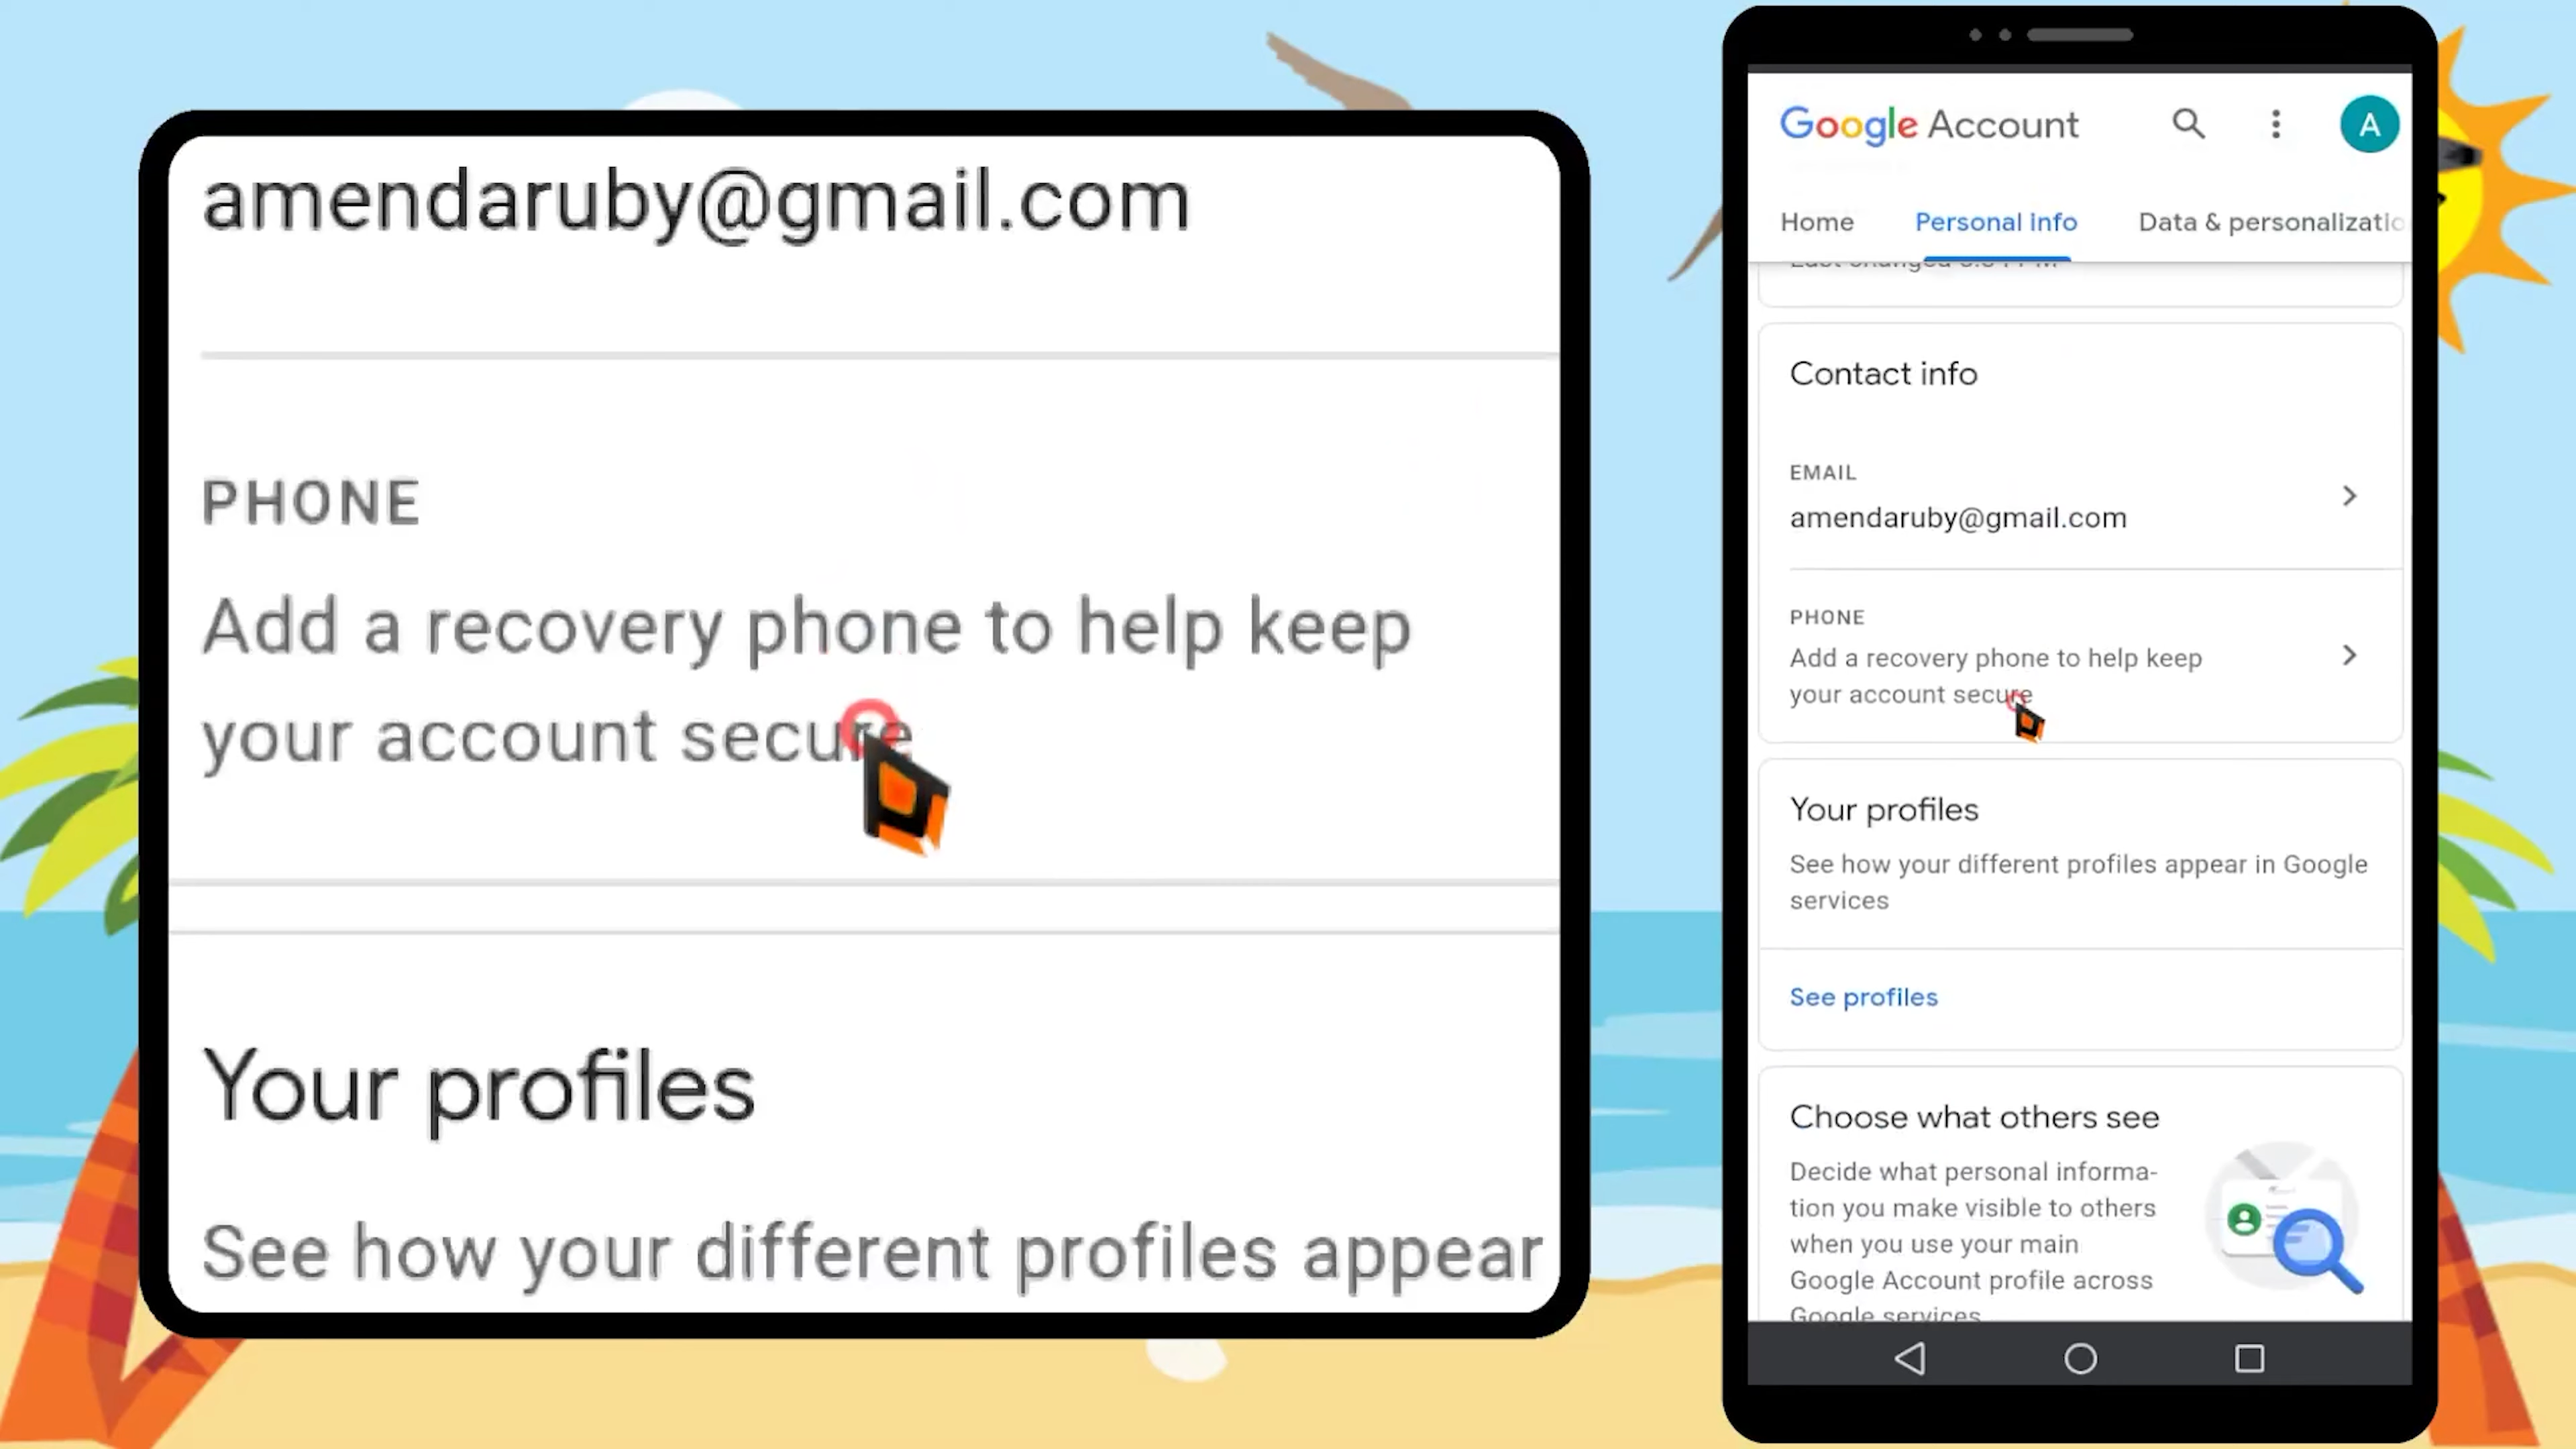 amendaruby@gmail.com
PHONE
Add a recovery phone to help keep
your account secure
Your profiles
See how your different profiles appear
Google Account
A
Home Personal info Data & personalizatio
Contact info
EMAIL
amendaruby@gmail.com
PHONE
Add a recovery phone to help keep
your account secure
Your profiles
See how your different profiles appear in Google
services
See profiles
Choose what others see
Decide what personal informa-
tion you make visible to others
when you use your main
Google Account profile across
Google services